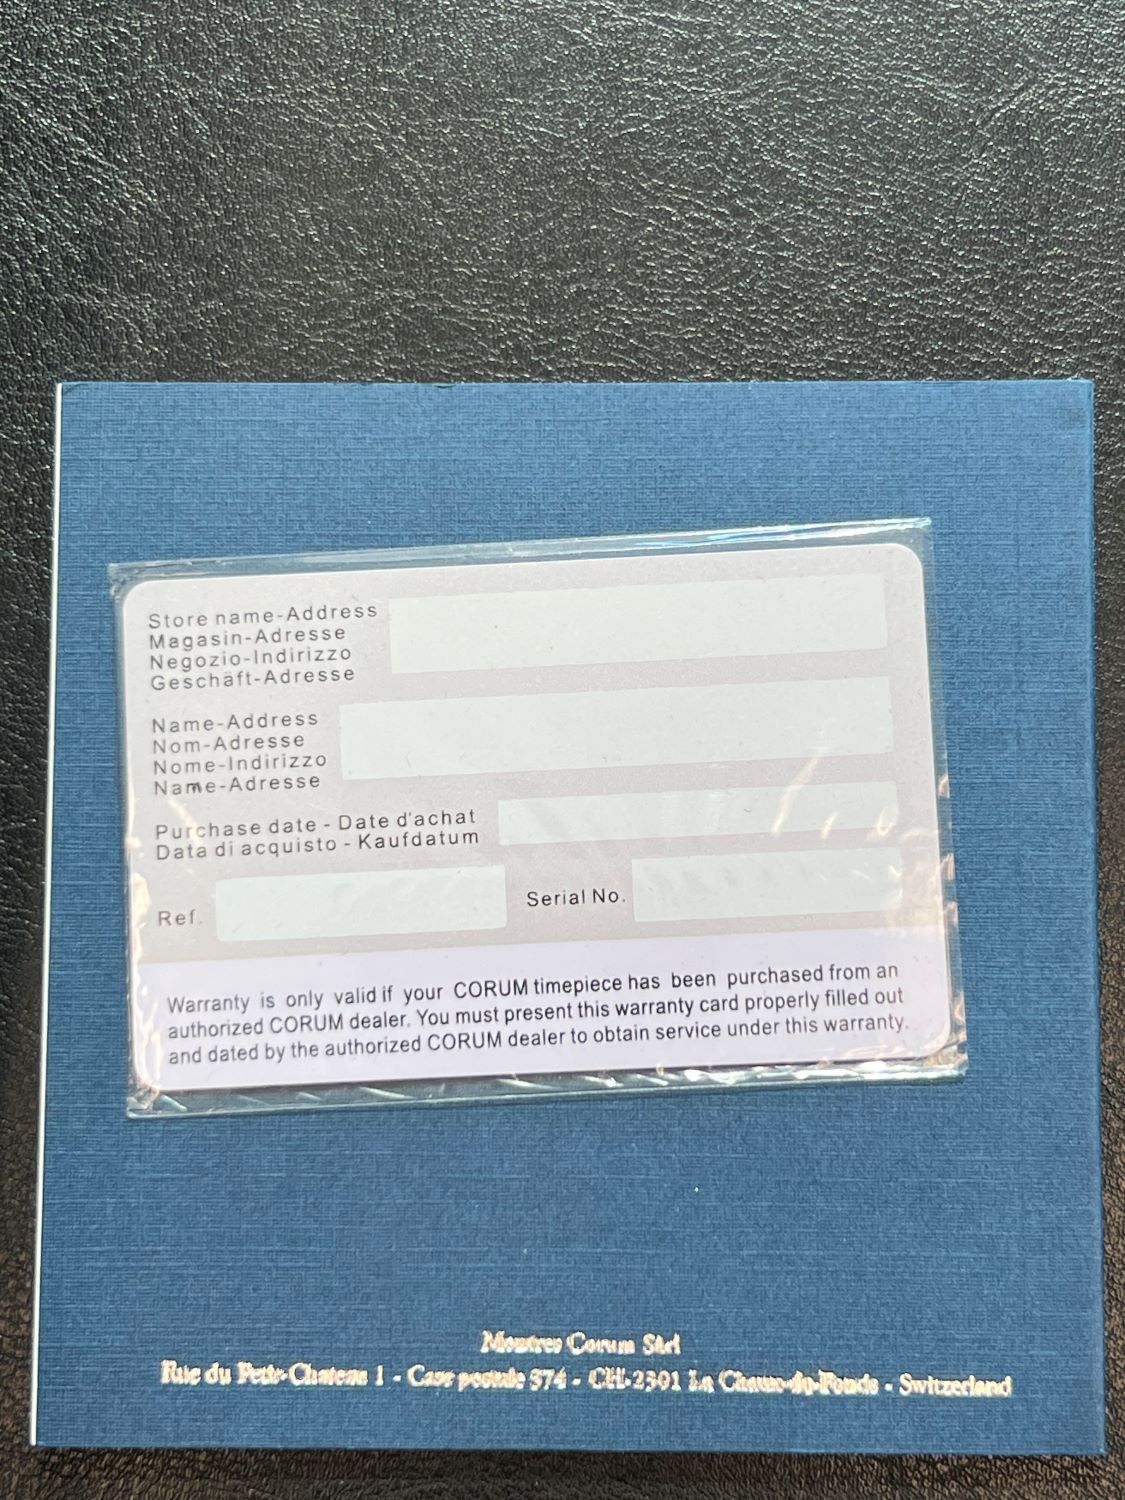 Store name-Address
Magasin-Adresse
Negozio-Indirizzo
Geschäft-Adresse
Name-Address
Nom-Adresse
Nome-Indirizzo
Name-Adresse
Purchase date - Date d'achat
Data di acquisto - Kaufdatum
Ref.
Serial No.
Warranty is only valid if your CORUM timepiece has been purchased from an
authorized CORUM dealer. You must present this warranty card properly filled out
and dated by the authorized CORUM dealer to obtain service under this warranty.
Montres Corum Sàrl
Rue du Petit-Chateau 1 - Case postale 374 - CH-2301 La Chaux-du-Fonds - Switzerland